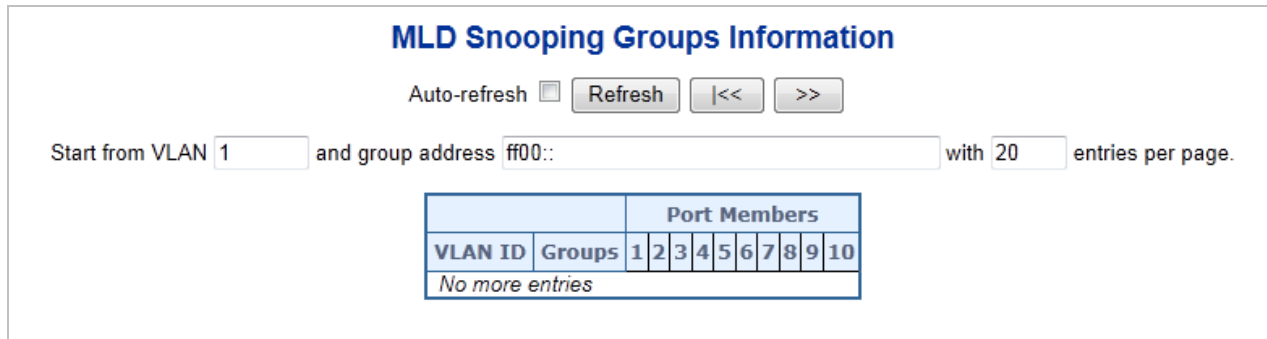 MLD Snooping Groups Information
Auto-refresh Refresh |<< >>
Start from VLAN 1 and group address ff00:: with 20 entries per page.
Port Members
VLAN ID Groups 1 2 3 4 5 6 7 8 9 10
No more entries